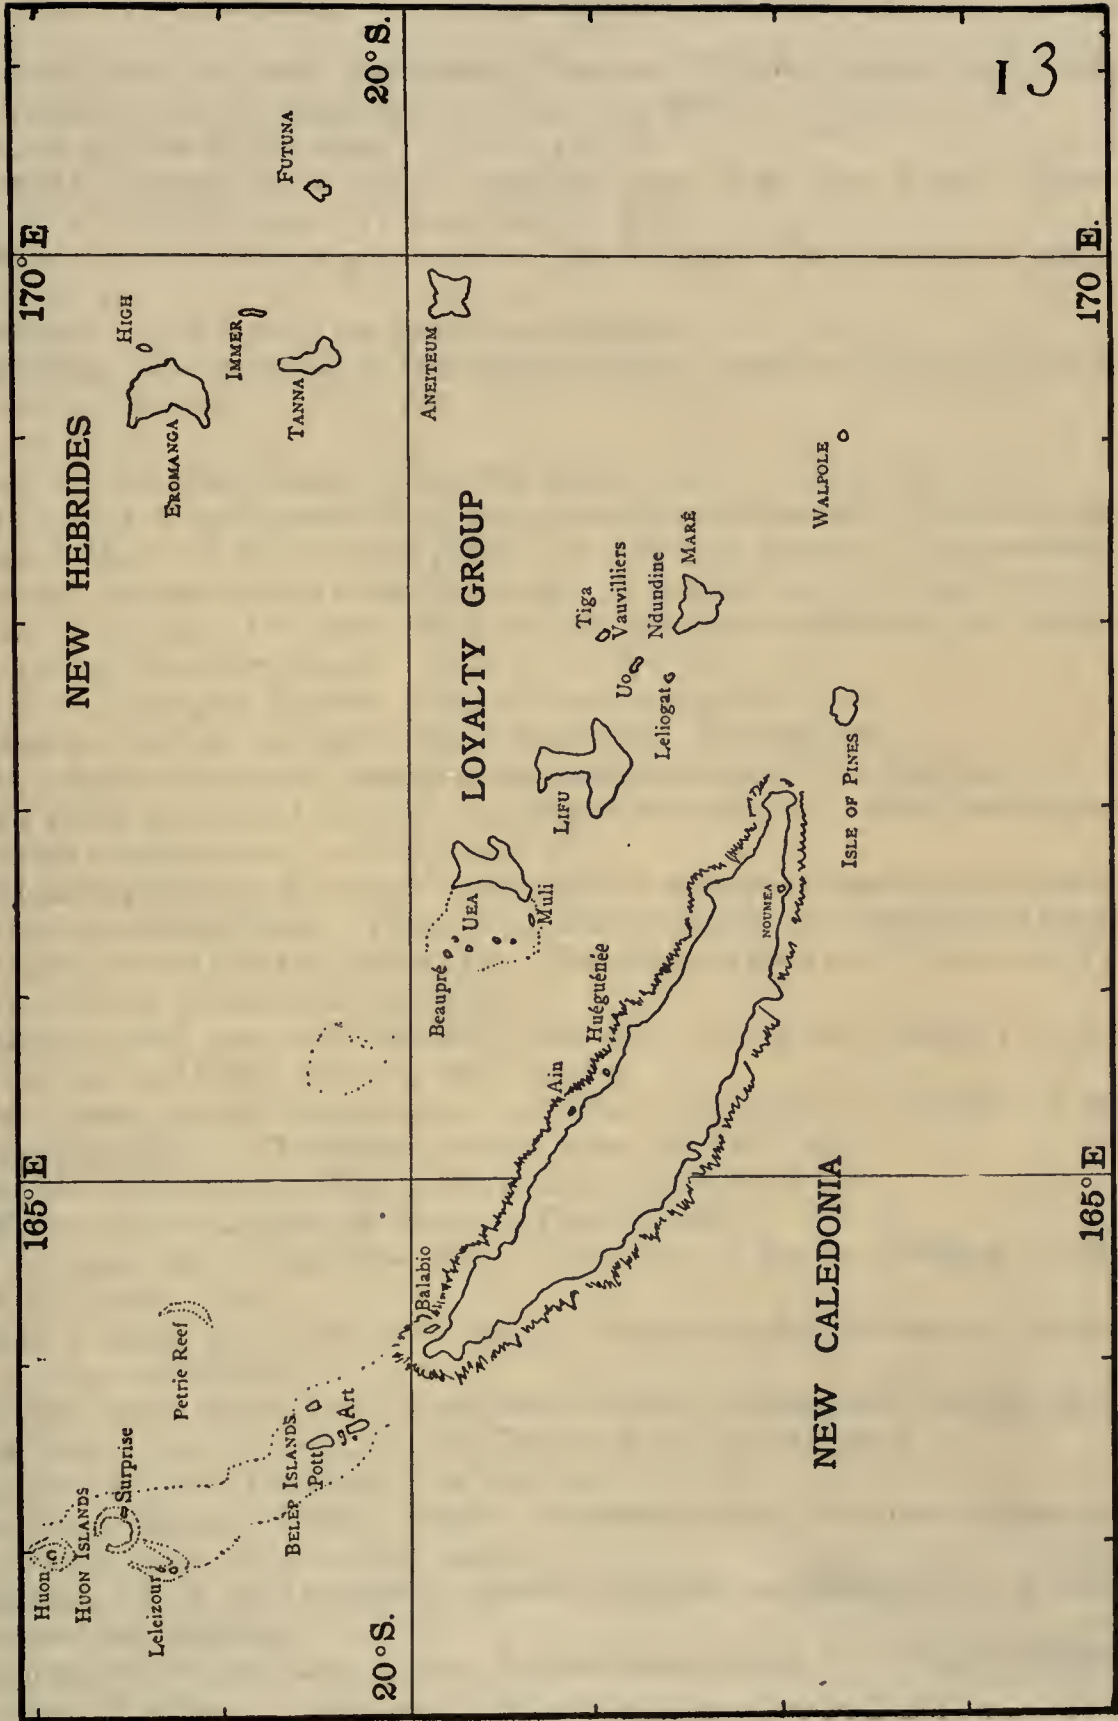 I 3
165° E
170° E
Huon
HUON ISLANDS
Surprise
Leleizour
Petrie Reef
NEW HEBRIDES
HIGH
EROMANGA
IMMER
TANNA
FUTUNA
BELEP ISLANDS
Pott
Art
20° S.
20° S.
Balabio
Beaupré
UEA
Muli
LOYALTY GROUP
ANEITEUM
Ain
Huéguénée
LIFU
Tiga
Vauvilliers
Uo
Leliogat
Ndundine
MARÉ
NOUMEA
ISLE OF PINES
WALPOLE
NEW CALEDONIA
165° E
170 E.